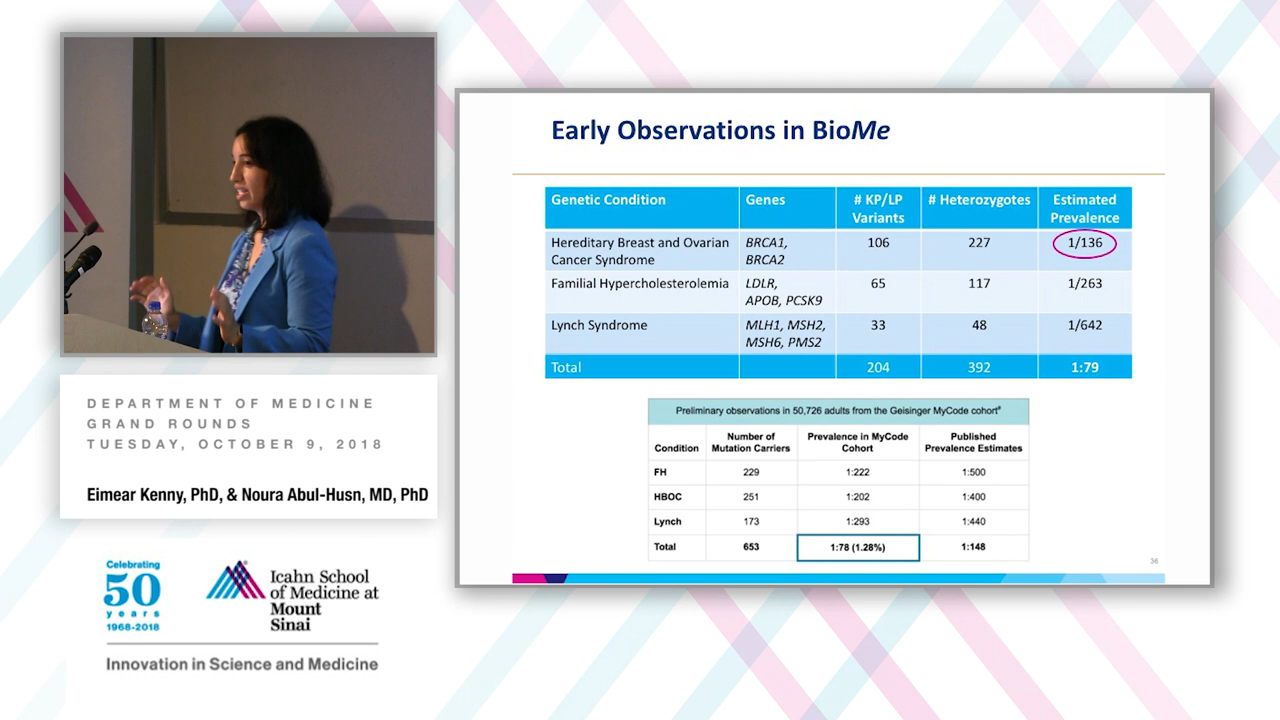 Early Observations in BioMe
Genetic Condition Genes # KP/LP Variants # Heterozygotes Estimated Prevalence
Hereditary Breast and Ovarian Cancer Syndrome BRCA1, BRCA2 106 227 1/136
Familial Hypercholesterolemia LDLR, APOB, PCSK9 65 117 1/263
Lynch Syndrome MLH1, MSH2, MSH6, PMS2 33 48 1/642
Total 204 392 1:79
Preliminary observations in 50,726 adults from the Geisinger MyCode cohort#
Condition Number of Mutation Carriers Prevalence in MyCode Cohort Published Prevalence Estimates
FH 229 1:222 1:500
HBOC 251 1:202 1:400
Lynch 173 1:293 1:440
Total 653 1:78 (1.28%) 1:148
36
DEPARTMENT OF MEDICINE
GRAND ROUNDS
TUESDAY, OCTOBER 9, 2018
Eimear Kenny, PhD, & Noura Abul-Husn, MD, PhD
Celebrating
50
years
1968-2018
Icahn School
of Medicine at
Mount
Sinai
Innovation in Science and Medicine